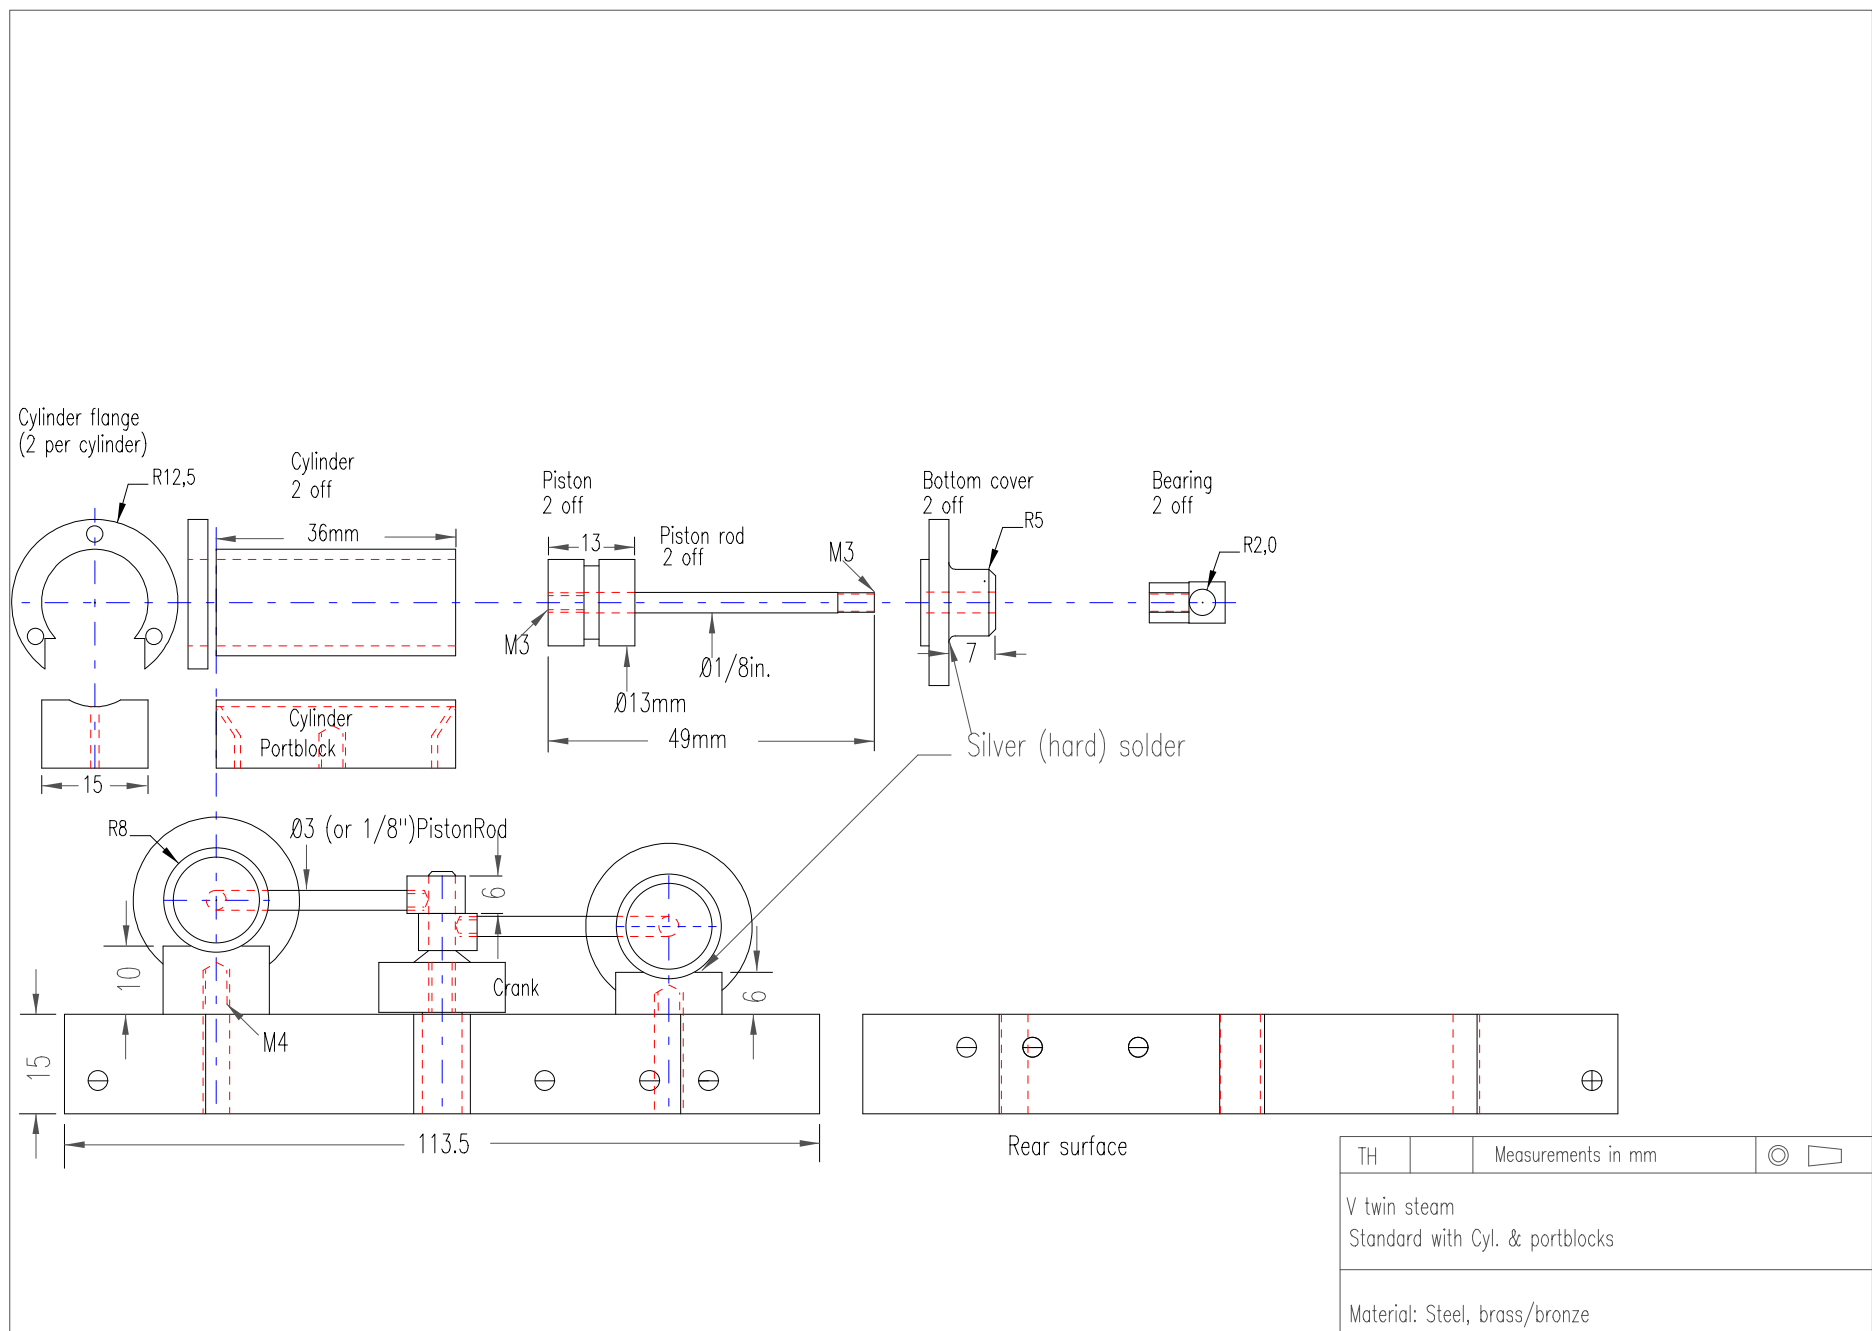 Cylinder flange
(2 per cylinder)
R12,5
Cylinder
2 off
36mm
Piston
2 off
13
Piston rod
2 off
M3
M3
Ø1/8in.
Ø13mm
49mm
Bottom cover
2 off
R5
7
Bearing
2 off
R2,0
Silver (hard) solder
Cylinder
Portblock
15
R8
Ø3 (or 1/8")PistonRod
6
10
Crank
6
M4
15
113.5
Rear surface
TH
Measurements in mm
V twin steam
Standard with Cyl. & portblocks
Material: Steel, brass/bronze